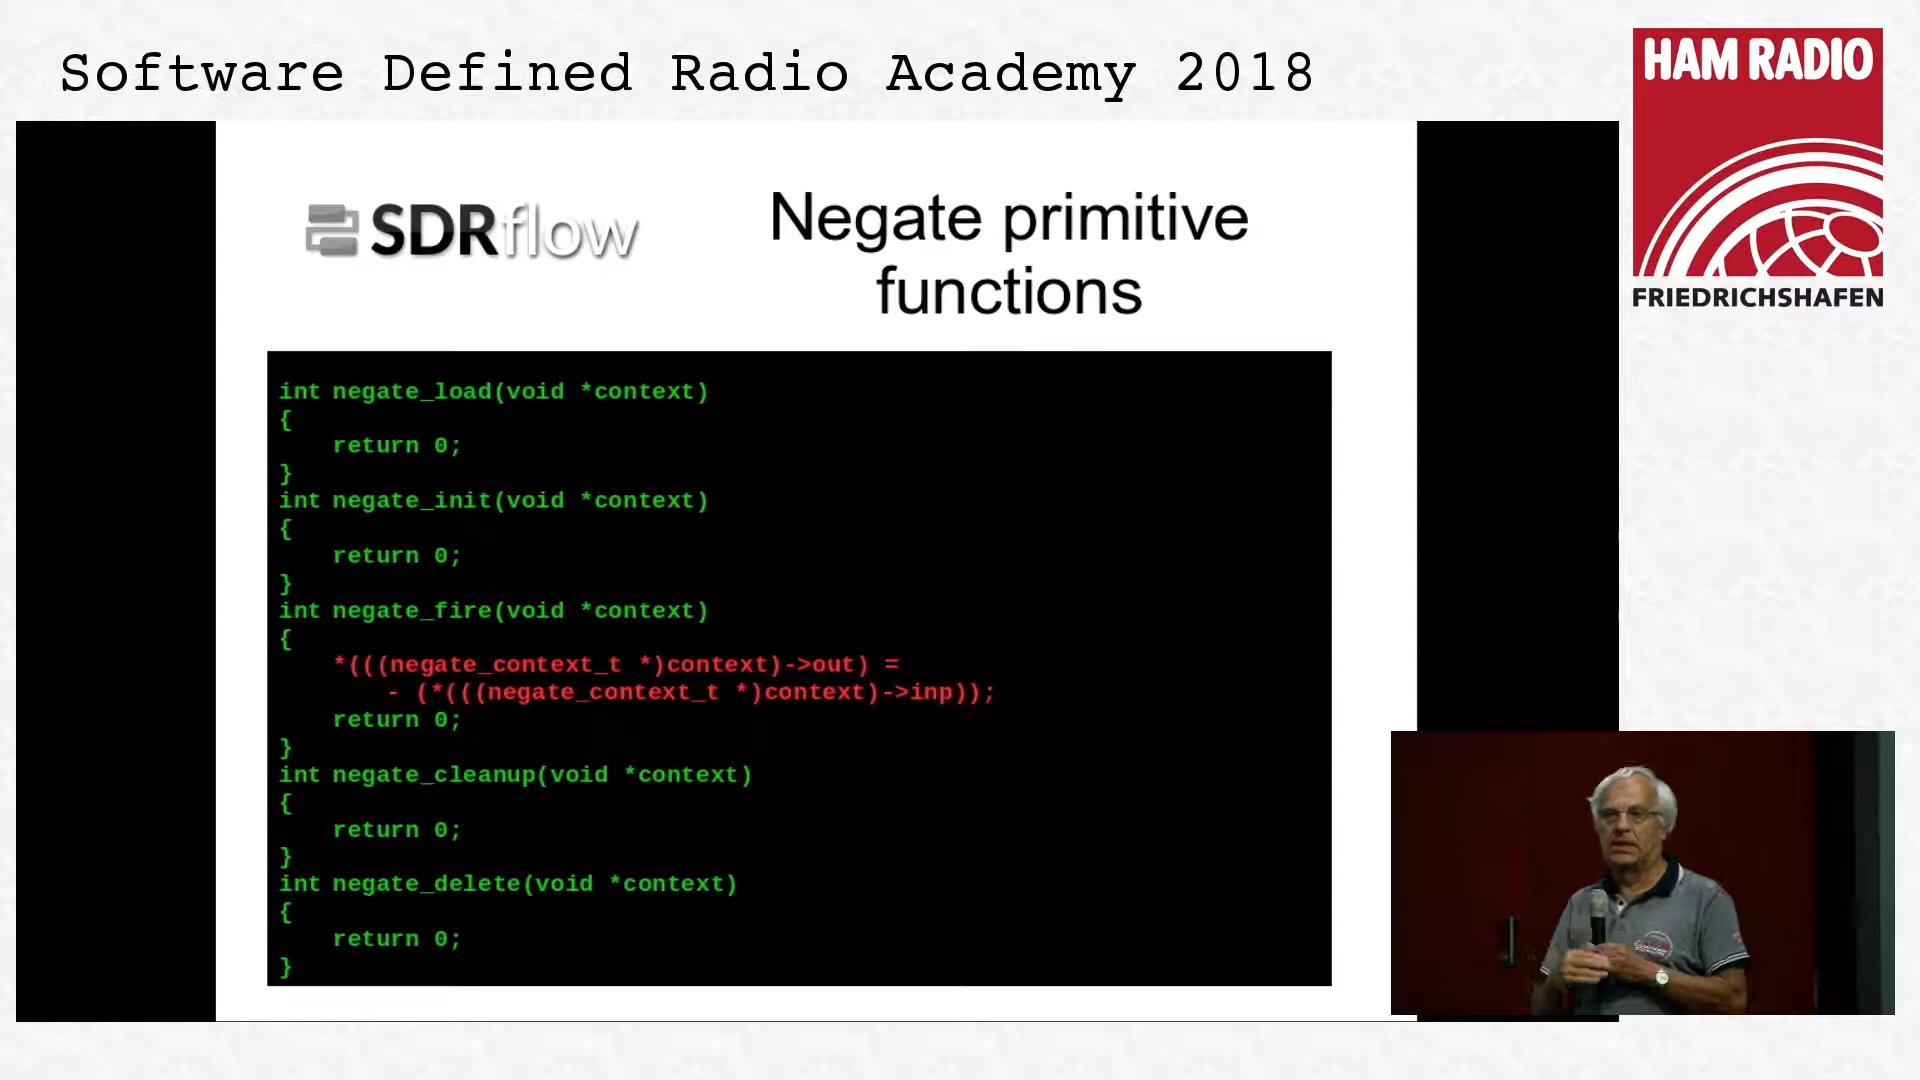 Software Defined Radio Academy 2018
HAM RADIO
FRIEDRICHSHAFEN
SDRflow
Negate primitive
functions
int negate_load(void *context)
{
    return 0;
}
int negate_init(void *context)
{
    return 0;
}
int negate_fire(void *context)
{
    *(((negate_context_t *)context)->out) =
        - (*(((negate_context_t *)context)->inp));
    return 0;
}
int negate_cleanup(void *context)
{
    return 0;
}
int negate_delete(void *context)
{
    return 0;
}